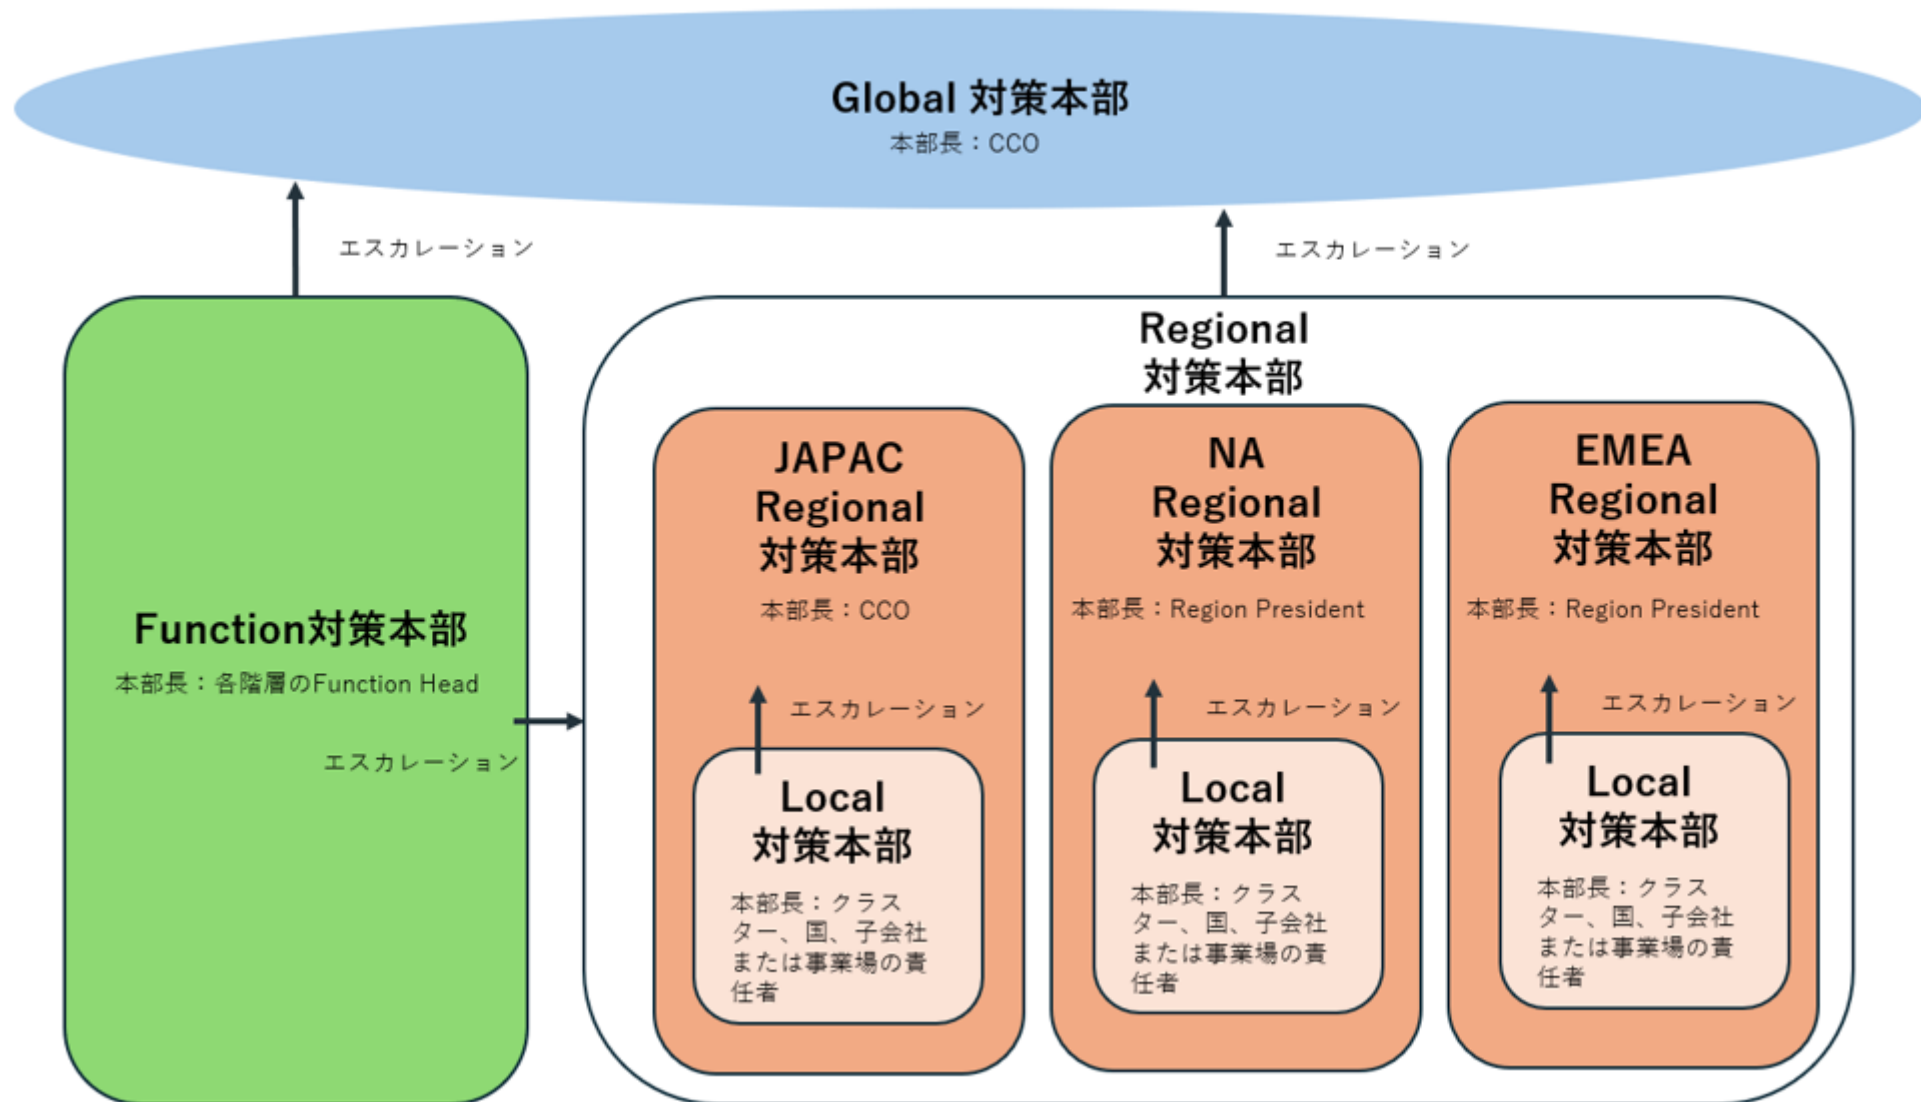 Global 対策本部
本部長：CCO
エスカレーション
エスカレーション
Function対策本部
本部長：各階層のFunction Head
エスカレーション
Regional
対策本部
JAPAC
Regional
対策本部
本部長：CCO
エスカレーション
Local
対策本部
本部長：クラス
ター、国、子会社
または事業場の責
任者
NA
Regional
対策本部
本部長：Region President
エスカレーション
Local
対策本部
本部長：クラス
ター、国、子会社
または事業場の責
任者
EMEA
Regional
対策本部
本部長：Region President
エスカレーション
Local
対策本部
本部長：クラス
ター、国、子会社
または事業場の責
任者